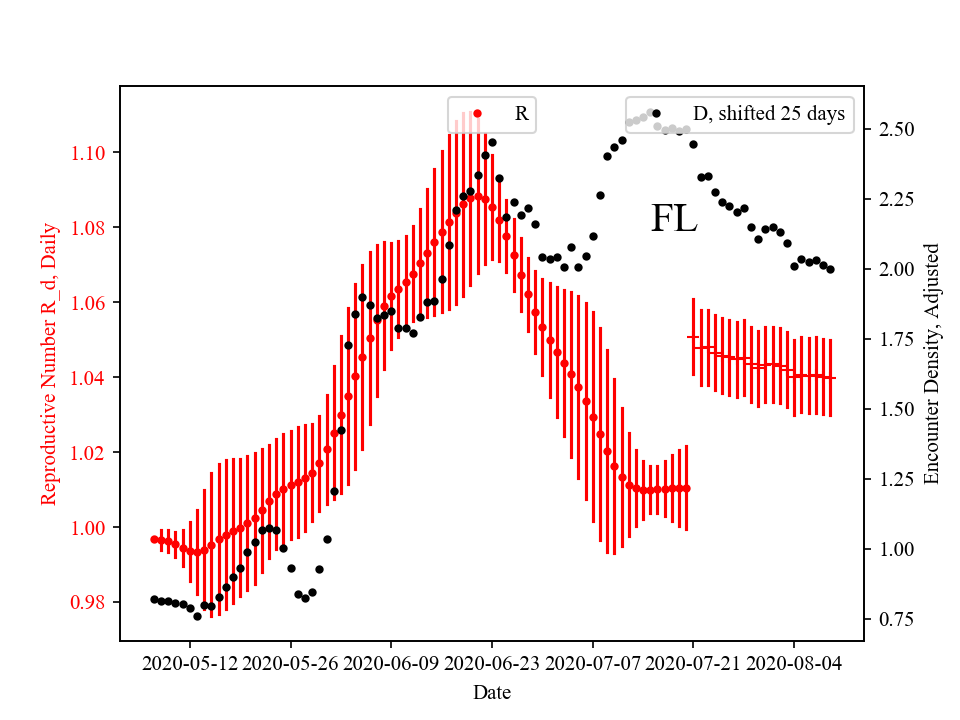 R
D, shifted 25 days
FL
Reproductive Number R_d, Daily
1.10
1.08
1.06
1.04
1.02
1.00
0.98
2.50
2.25
2.00
1.75
1.50
1.25
1.00
0.75
Encounter Density, Adjusted
2020-05-12 2020-05-26 2020-06-09 2020-06-23 2020-07-07 2020-07-21 2020-08-04
Date